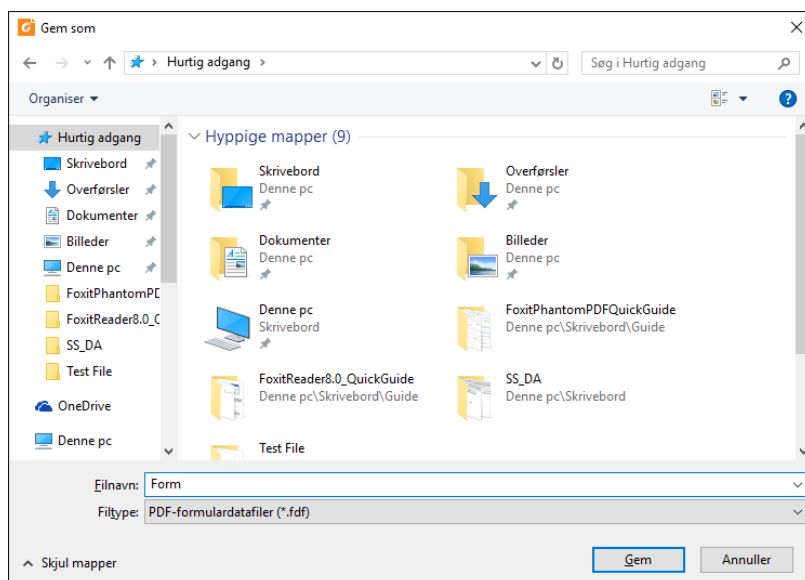 Gem som
Hurtig adgang
Søg i Hurtig adgang
Organiser
Hurtig adgang
Skrivebord
Overførsler
Dokumenter
Billeder
Denne pc
FoxitPhantomPD
FoxitReader8.0_Q
SS_DA
Test File
OneDrive
Denne pc
Hyppige mapper (9)
Skrivebord
Denne pc
Overførsler
Denne pc
Dokumenter
Denne pc
Billeder
Denne pc
Denne pc
Skrivebord
FoxitPhantomPDFQuickGuide
Denne pc\Skrivebord\Guide
FoxitReader8.0_QuickGuide
Denne pc\Skrivebord\Guide
SS_DA
Denne pc\Skrivebord
Test File
Filnavn: Form
Filtype: PDF-formulardatafiler (*.fdf)
Skjul mapper
Gem
Annuller